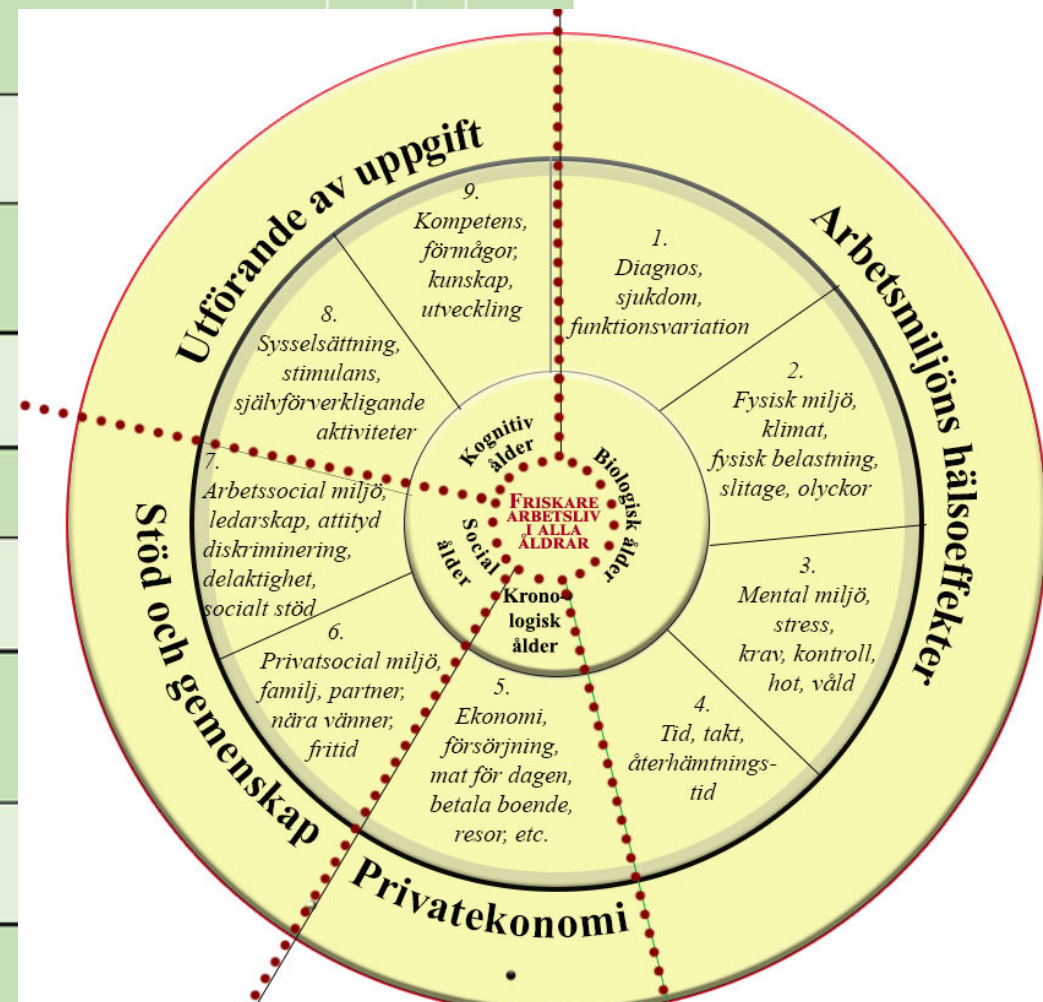 Utförande av uppgift
Arbetsmiljöns hälsoeffekter
Privatekonomi
Stöd och gemenskap
1.
Diagnos,
sjukdom,
funktionsvariation
2.
Fysisk miljö,
klimat,
fysisk belastning,
slitage, olyckor
3.
Mental miljö,
stress,
krav, kontroll,
hot, våld
4.
Tid, takt,
återhämtnings-
tid
5.
Ekonomi,
försörjning,
mat för dagen,
betala boende,
resor, etc.
6.
Privatsocial miljö,
familj, partner,
nära vänner,
fritid
7.
Arbetssocial miljö,
ledarskap, attityd
diskriminering,
delaktighet,
socialt stöd
8.
Sysselsättning,
stimulans,
självförverkligande
aktiviteter
9.
Kompetens,
förmågor,
kunskap,
utveckling
Kognitiv
ålder
Biologisk ålder
Social
ålder
Krono-
logisk
ålder
FRISKARE
ARBETSLIV
I ALLA
ÅLDRAR